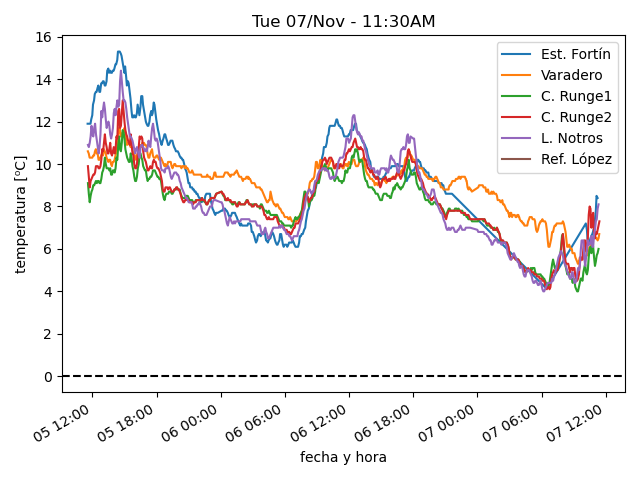 Tue 07/Nov - 11:30AM
temperatura [ºC]
16
14
12
10
8
6
4
2
0
Est. Fortín
Varadero
C. Runge1
C. Runge2
L. Notros
Ref. López
05 12:00
05 18:00
06 00:00
06 06:00
06 12:00
06 18:00
07 00:00
07 06:00
07 12:00
fecha y hora